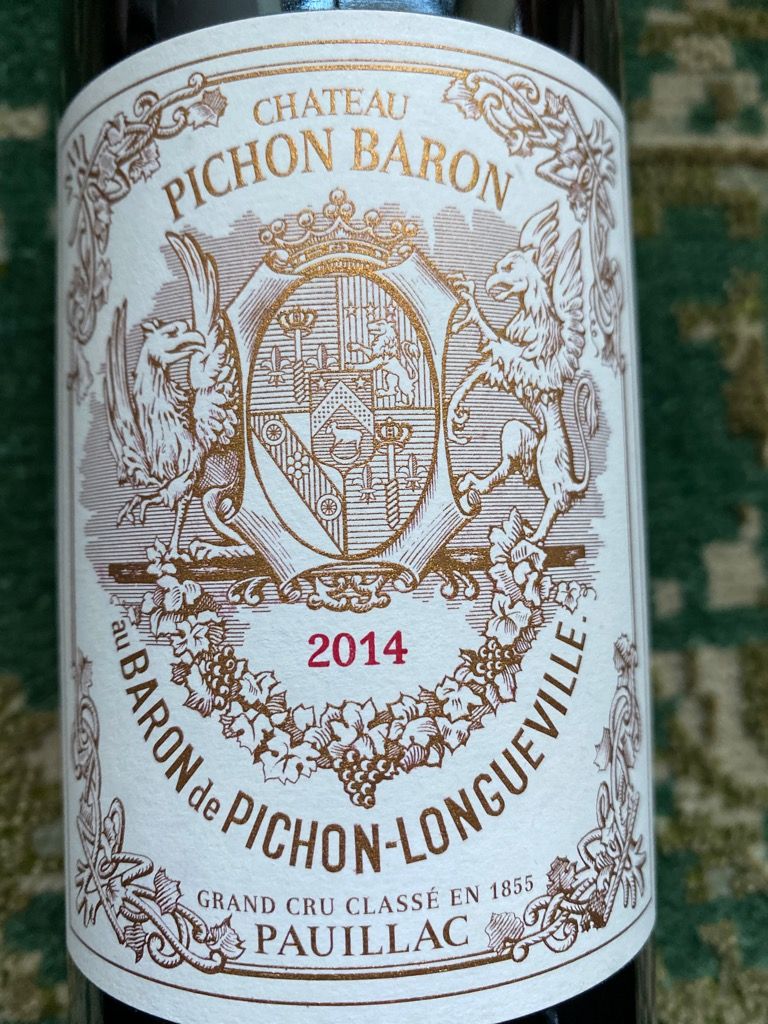 CHATEAU
PICHON BARON
2014
au BARON de PICHON-LONGUEVILLE.
GRAND CRU CLASSÉ EN 1855
PAUILLAC